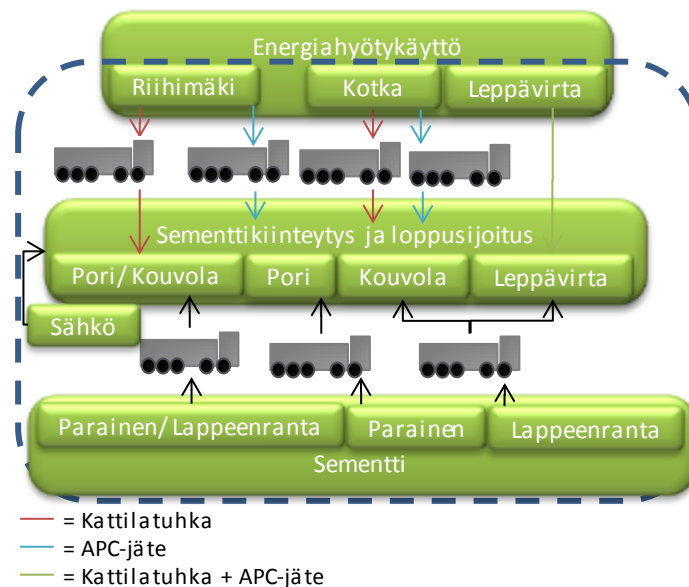 Energiahyötykäyttö
Riihimäki Kotka Leppävirta
Sementtikiinteytys ja loppusijoitus
Pori/Kouvola Pori Kouvola Leppävirta
Sähkö
Parainen/Lappeenranta Parainen Lappeenranta
Sementti
= Kattilatuhka
= APC-jäte
= Kattilatuhka + APC-jäte